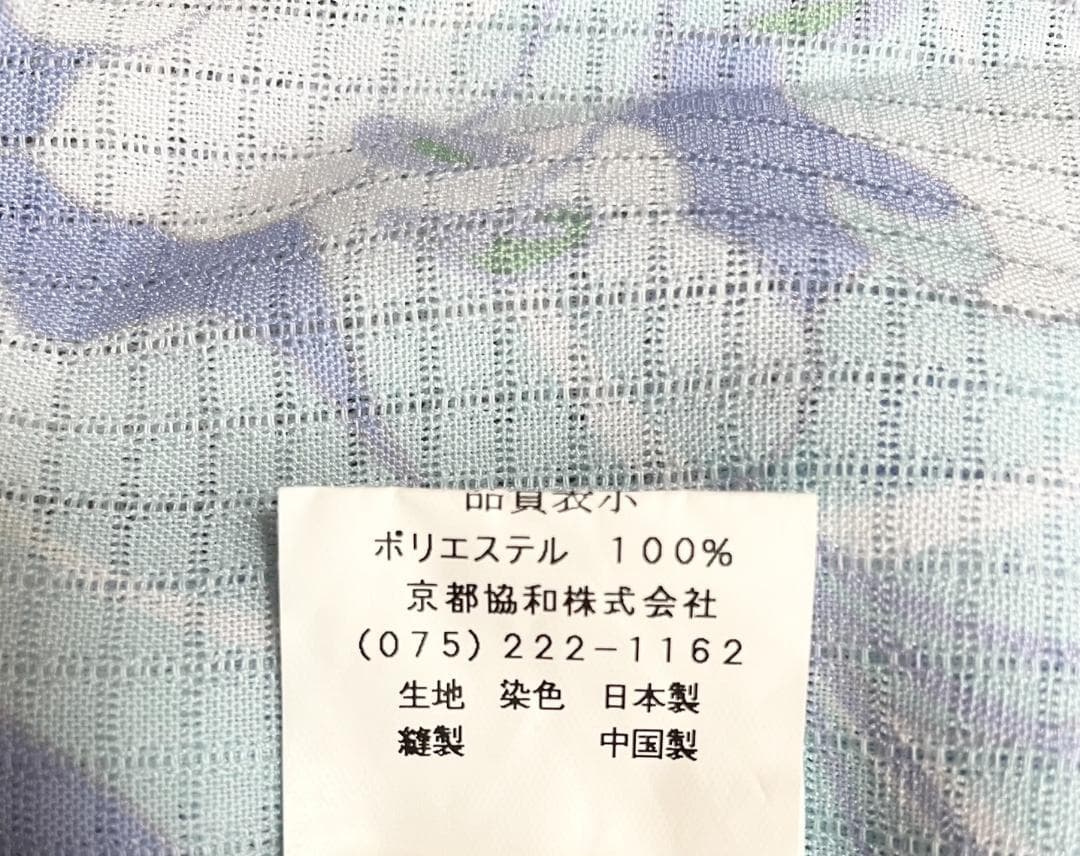 品質表示
ポリエステル　100%
京都協和株式会社
(075)222-1162
生地　染色　日本製
縫製　　　　中国製